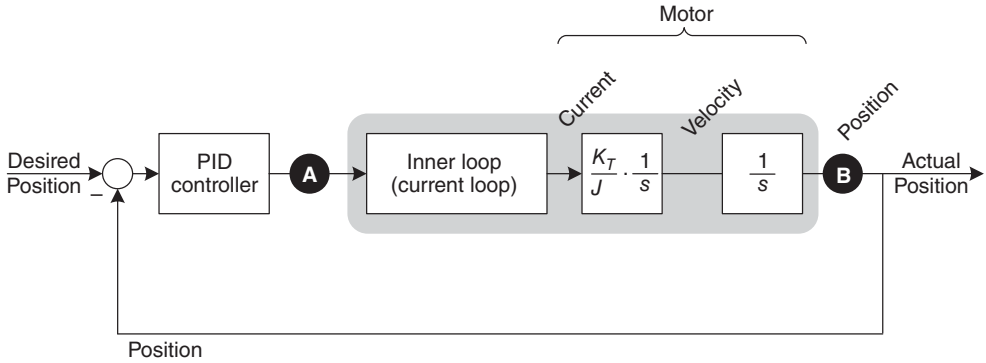 Motor
Current
Velocity
Position
Desired
Position
−
PID
controller
A
Inner loop
(current loop)
K_T
J
·
1
s
1
s
B
Actual
Position
Position